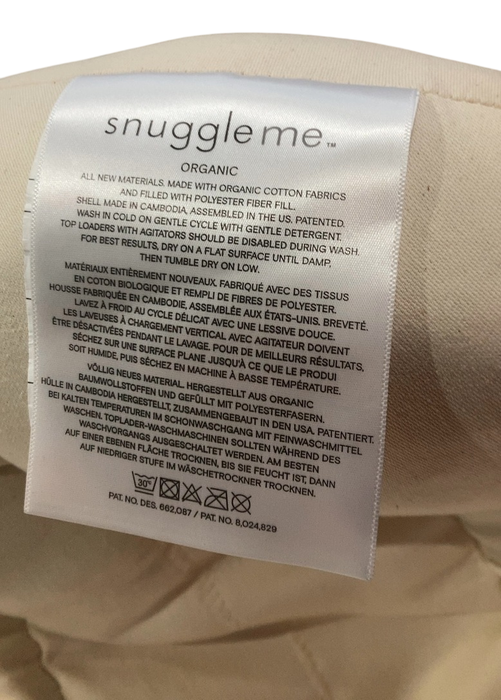 snuggleme™
ORGANIC
ALL NEW MATERIALS. MADE WITH ORGANIC COTTON FABRICS
AND FILLED WITH POLYESTER FIBER FILL.
SHELL MADE IN CAMBODIA, ASSEMBLED IN THE US. PATENTED.
WASH IN COLD ON GENTLE CYCLE WITH GENTLE DETERGENT.
TOP LOADERS WITH AGITATORS SHOULD BE DISABLED DURING WASH.
FOR BEST RESULTS, DRY ON A FLAT SURFACE UNTIL DAMP,
THEN TUMBLE DRY ON LOW.
MATÉRIAUX ENTIÈREMENT NOUVEAUX. FABRIQUÉ AVEC DES TISSUS
EN COTON BIOLOGIQUE ET REMPLI DE FIBRES DE POLYESTER.
HOUSSE FABRIQUÉE EN CAMBODIE, ASSEMBLÉE AUX ÉTATS-UNIS. BREVETÉ.
LAVEZ À FROID AU CYCLE DÉLICAT AVEC UNE LESSIVE DOUCE.
LES LAVEUSES À CHARGEMENT VERTICAL AVEC AGITATEUR DOIVENT
ÊTRE DÉSACTIVÉES PENDANT LE LAVAGE. POUR DE MEILLEURS RÉSULTATS,
SÉCHEZ SUR UNE SURFACE PLANE JUSQU'À CE QUE LE PRODUI
SOIT HUMIDE, PUIS SÉCHEZ EN MACHINE À BASSE TEMPÉRATURE.
VÖLLIG NEUES MATERIAL. HERGESTELLT AUS ORGANIC
BAUMWOLLSTOFFEN UND GEFÜLLT MIT POLYESTERFASERN.
HÜLLE IN CAMBODIA HERGESTELLT, ZUSAMMENGEBAUT IN DEN USA. PATENTIERT.
BEI KALTEN TEMPERATUREN IM SCHONWASCHGANG MIT FEINWASCHMITTEL
WASCHEN. TOPLADER-WASCHMASCHINEN SOLLTEN WÄHREND DES
WASCHVORGANGS AUSGESCHALTET WERDEN. AM BESTEN
AUF EINER EBENEN FLÄCHE TROCKNEN, BIS SIE FEUCHT IST, DANN
AUF NIEDRIGER STUFE IM WÄSCHETROCKNER TROCKNEN.
30°
PAT. NO. DES. 662,087 / PAT. NO. 8,024,829